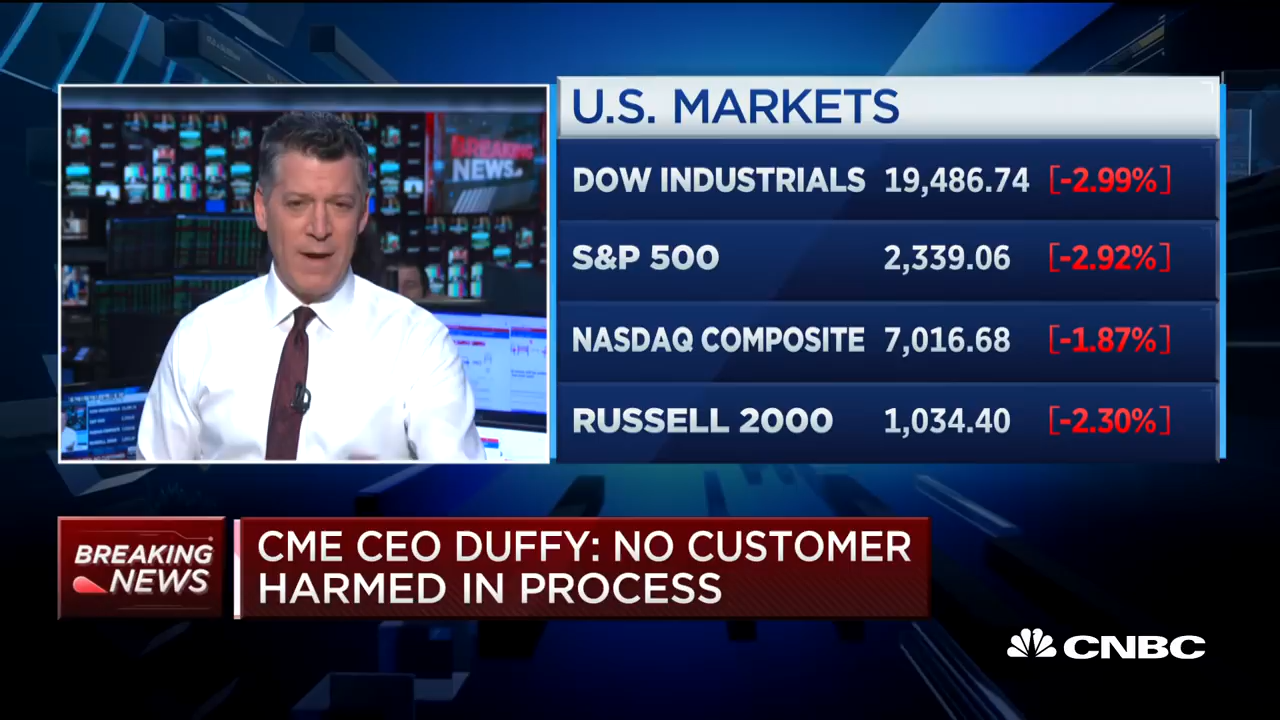 U.S. MARKETS
DOW INDUSTRIALS 19,486.74 [-2.99%]
S&P 500 2,339.06 [-2.92%]
NASDAQ COMPOSITE 7,016.68 [-1.87%]
RUSSELL 2000 1,034.40 [-2.30%]
BREAKING
NEWS
BREAKING
NEWS
CME CEO DUFFY: NO CUSTOMER
HARMED IN PROCESS
CNBC